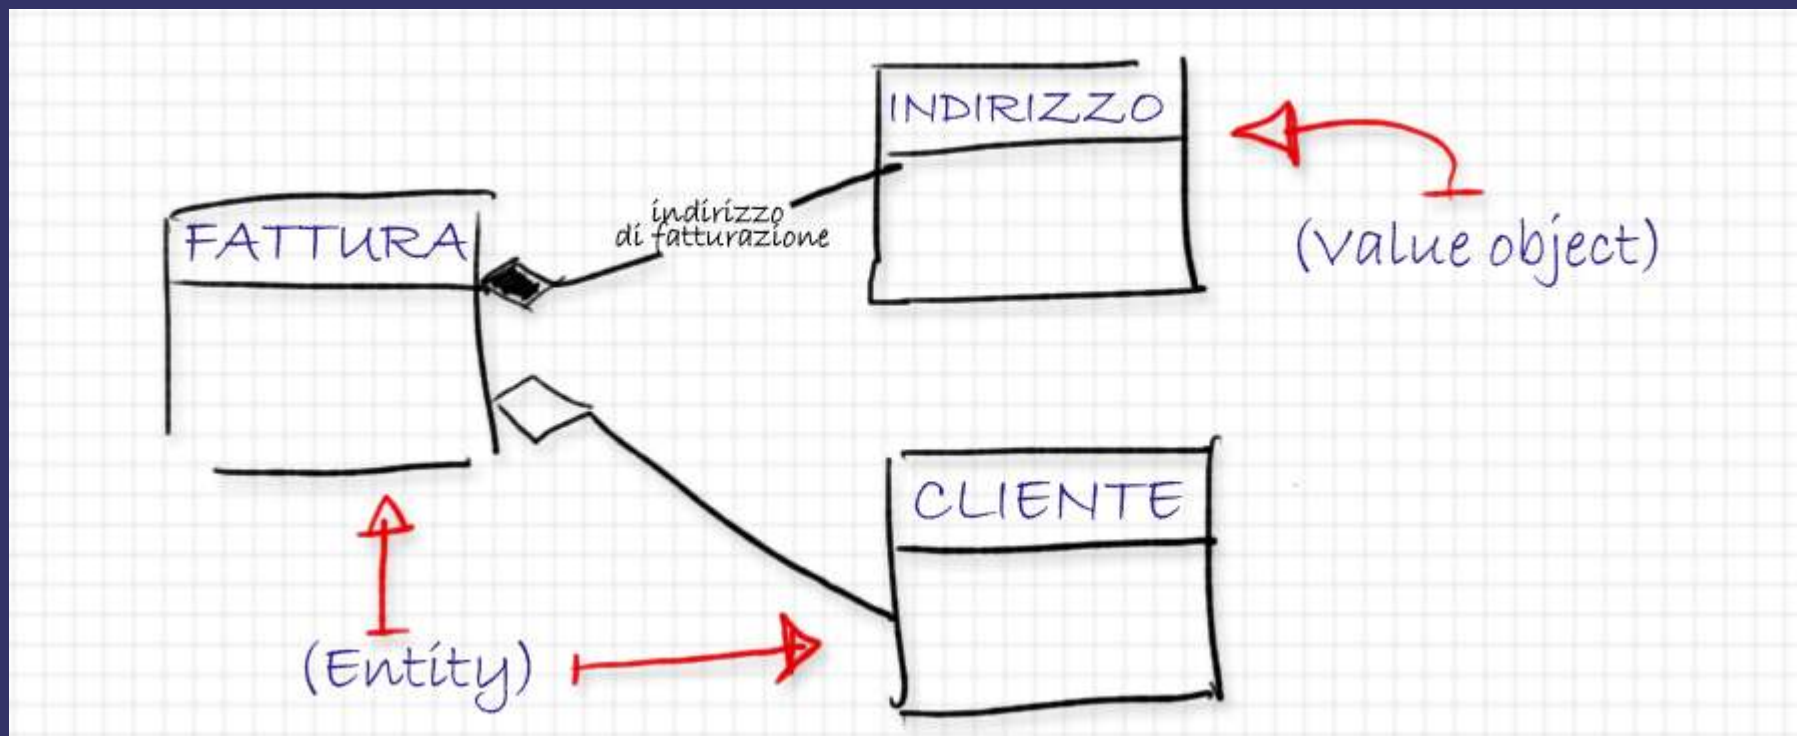 INDIRIZZO
FATTURA
indirizzo
di fatturazione
(Value object)
CLIENTE
(Entity)